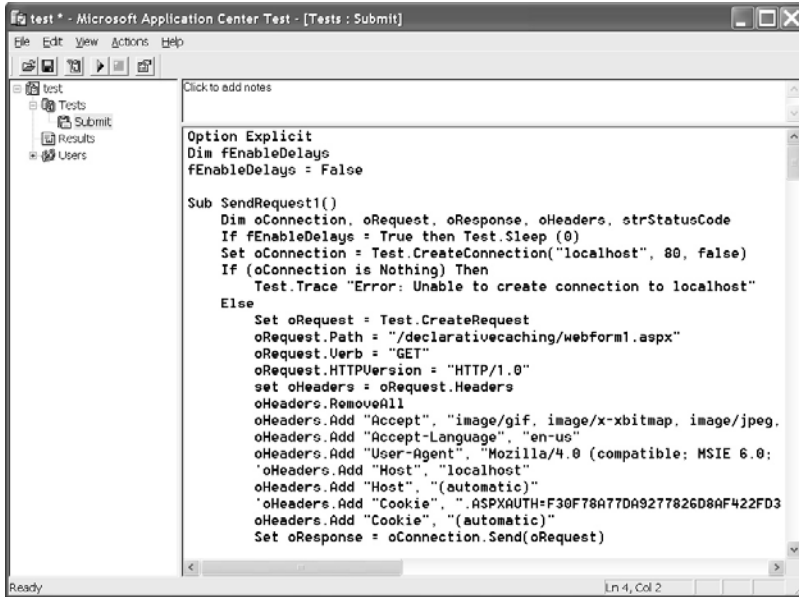 test * - Microsoft Application Center Test - [Tests : Submit]
File Edit View Actions Help
test
Tests
Submit
Results
Users
Click to add notes
Option Explicit
Dim fEnableDelays
fEnableDelays = False
Sub SendRequest1()
Dim oConnection, oRequest, oResponse, oHeaders, strStatusCode
If fEnableDelays = True then Test.Sleep (0)
Set oConnection = Test.CreateConnection("localhost", 80, false)
If (oConnection is Nothing) Then
Test.Trace "Error: Unable to create connection to localhost"
Else
Set oRequest = Test.CreateRequest
oRequest.Path = "/declarativecaching/webform1.aspx"
oRequest.Verb = "GET"
oRequest.HTTPVersion = "HTTP/1.0"
set oHeaders = oRequest.Headers
oHeaders.RemoveAll
oHeaders.Add "Accept", "image/gif, image/x-xbitmap, image/jpeg,
oHeaders.Add "Accept-Language", "en-us"
oHeaders.Add "User-Agent", "Mozilla/4.0 (compatible; MSIE 6.0;
'oHeaders.Add "Host", "localhost"
oHeaders.Add "Host", "(automatic)"
'oHeaders.Add "Cookie", ".ASPXAUTH=F30F78A77DA9277826D8AF422FD3
oHeaders.Add "Cookie", "(automatic)"
Set oResponse = oConnection.Send(oRequest)
Ready
Ln 4, Col 2